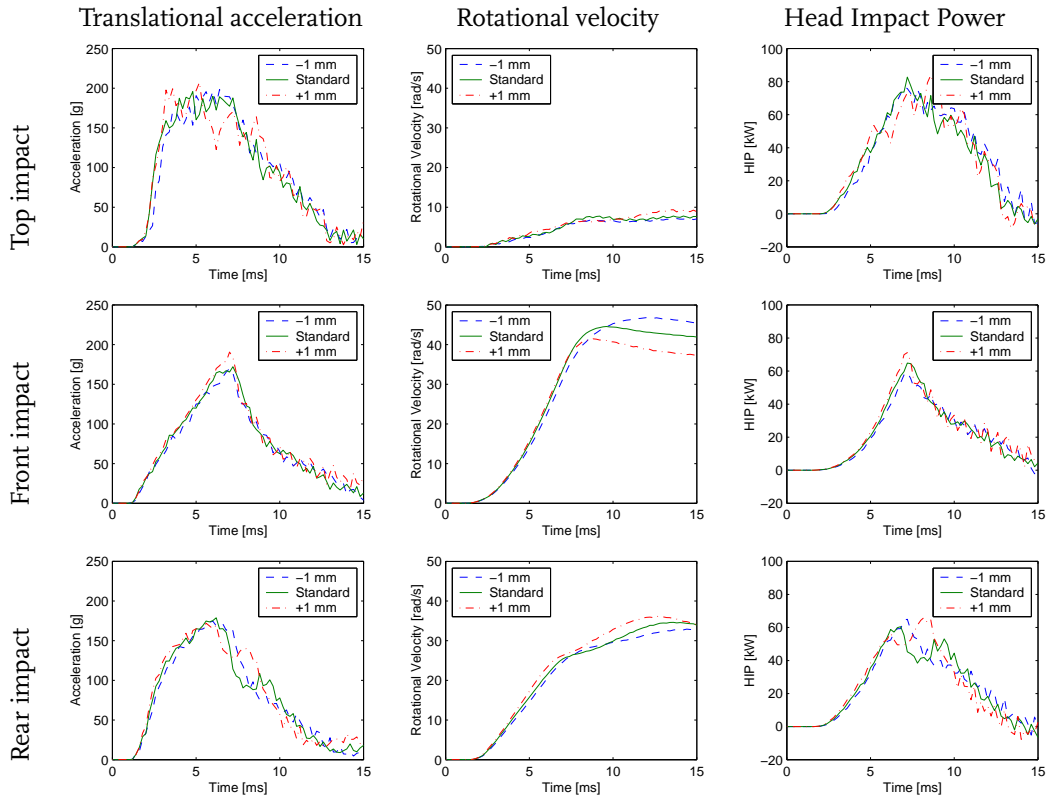 Translational acceleration
Rotational velocity
Head Impact Power
Top impact
250
200
150
100
50
0
Acceleration [g]
0 5 10 15
Time [ms]
−1 mm
Standard
+1 mm
50
40
30
20
10
0
Rotational Velocity [rad/s]
0 5 10 15
Time [ms]
−1 mm
Standard
+1 mm
100
80
60
40
20
0
−20
HIP [kW]
0 5 10 15
Time [ms]
−1 mm
Standard
+1 mm
Front impact
250
200
150
100
50
0
Acceleration [g]
0 5 10 15
Time [ms]
−1 mm
Standard
+1 mm
50
40
30
20
10
0
Rotational Velocity [rad/s]
0 5 10 15
Time [ms]
−1 mm
Standard
+1 mm
100
80
60
40
20
0
−20
HIP [kW]
0 5 10 15
Time [ms]
−1 mm
Standard
+1 mm
Rear impact
250
200
150
100
50
0
Acceleration [g]
0 5 10 15
Time [ms]
−1 mm
Standard
+1 mm
50
40
30
20
10
0
Rotational Velocity [rad/s]
0 5 10 15
Time [ms]
−1 mm
Standard
+1 mm
100
80
60
40
20
0
−20
HIP [kW]
0 5 10 15
Time [ms]
−1 mm
Standard
+1 mm